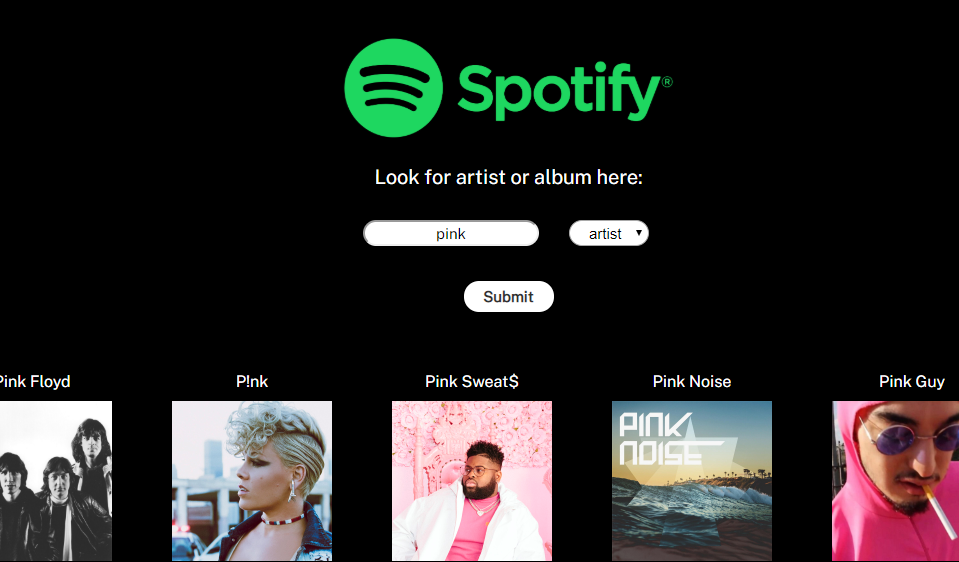 Spotify®
Look for artist or album here:
pink
artist
Submit
Pink Floyd
P!nk
Pink Sweat$
Pink Noise
Pink Guy
PINK
NOISE